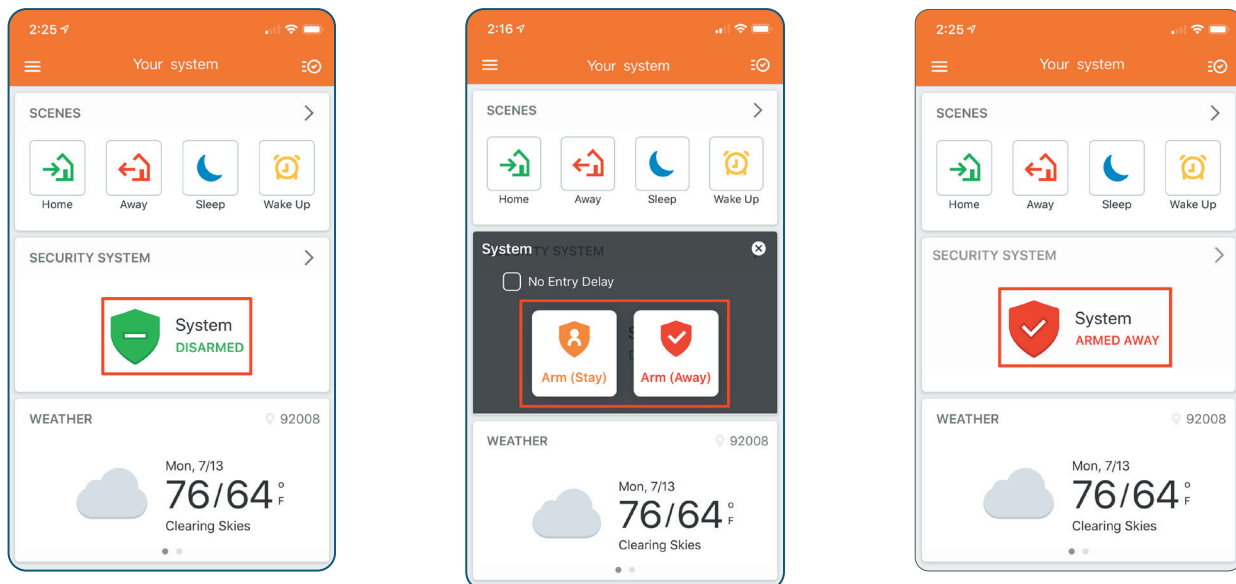 2:25
Your system
SCENES
Home Away Sleep Wake Up
SECURITY SYSTEM
System
DISARMED
WEATHER 92008
Mon, 7/13
76/64 °F
Clearing Skies
2:16
Your system
SCENES
Home Away Sleep Wake Up
System SECURITY SYSTEM
No Entry Delay
Arm (Stay) Arm (Away)
WEATHER 92008
Mon, 7/13
76/64 °F
Clearing Skies
2:25
Your system
SCENES
Home Away Sleep Wake Up
SECURITY SYSTEM
System
ARMED AWAY
WEATHER 92008
Mon, 7/13
76/64 °F
Clearing Skies